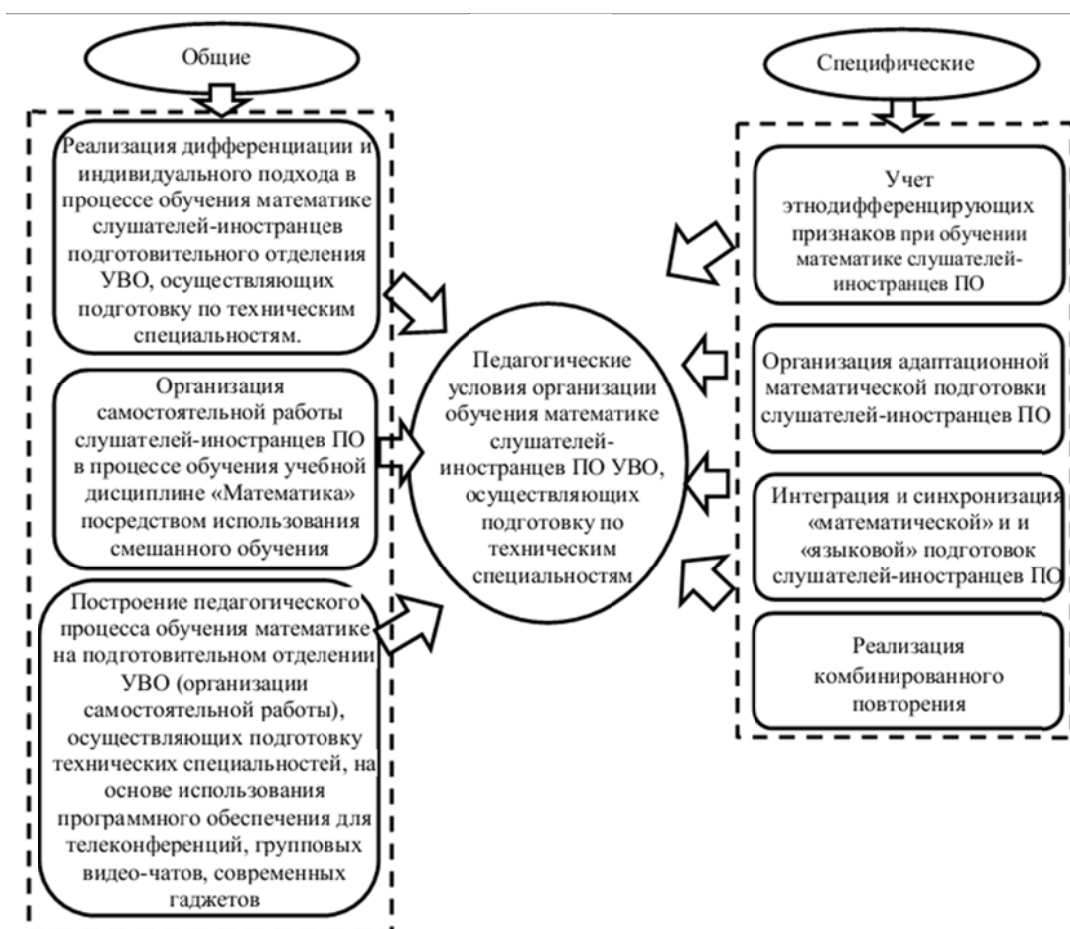 Общие
Реализация дифференциации и
индивидуального подхода в
процессе обучения математике
слушателей-иностранцев
подготовительного отделения
УВО, осуществляющих
подготовку по техническим
специальностям.
Организация
самостоятельной работы
слушателей-иностранцев ПО
в процессе обучения учебной
дисциплине «Математика»
посредством использования
смешанного обучения
Построение педагогического
процесса обучения математике
на подготовительном отделении
УВО (организации
самостоятельной работы),
осуществляющих подготовку
технических специальностей, на
основе использования
программного обеспечения для
телеконференций, групповых
видео-чатов, современных
гаджетов
Педагогические
условия организации
обучения математике
слушателей-
иностранцев ПО УВО,
осуществляющих
подготовку по
техническим
специальностям
Специфические
Учет
этнодифференцирующих
признаков при обучении
математике слушателей-
иностранцев ПО
Организация адаптационной
математической подготовки
слушателей-иностранцев ПО
Интеграция и синхронизация
«математической» и и
«языковой» подготовок
слушателей-иностранцев ПО
Реализация
комбинированного
повторения